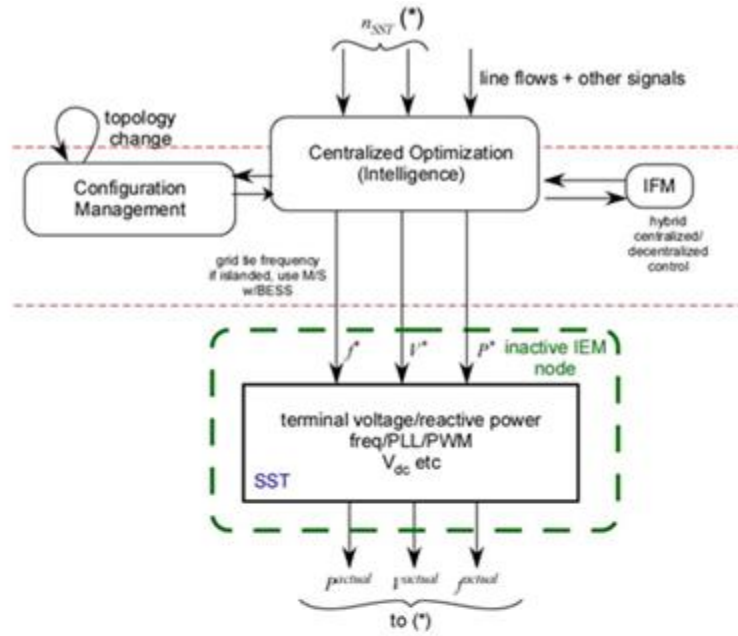 n_SST (*)
line flows + other signals
topology
change
Centralized Optimization
(Intelligence)
Configuration
Management
IFM
hybrid
centralized/
decentralized
control
grid tie frequency
if islanded, use M/S
w/BESS
f* V* P*
inactive IEM
node
terminal voltage/reactive power
freq/PLL/PWM
V_dc etc
SST
P^actual V^actual f^actual
to (*)